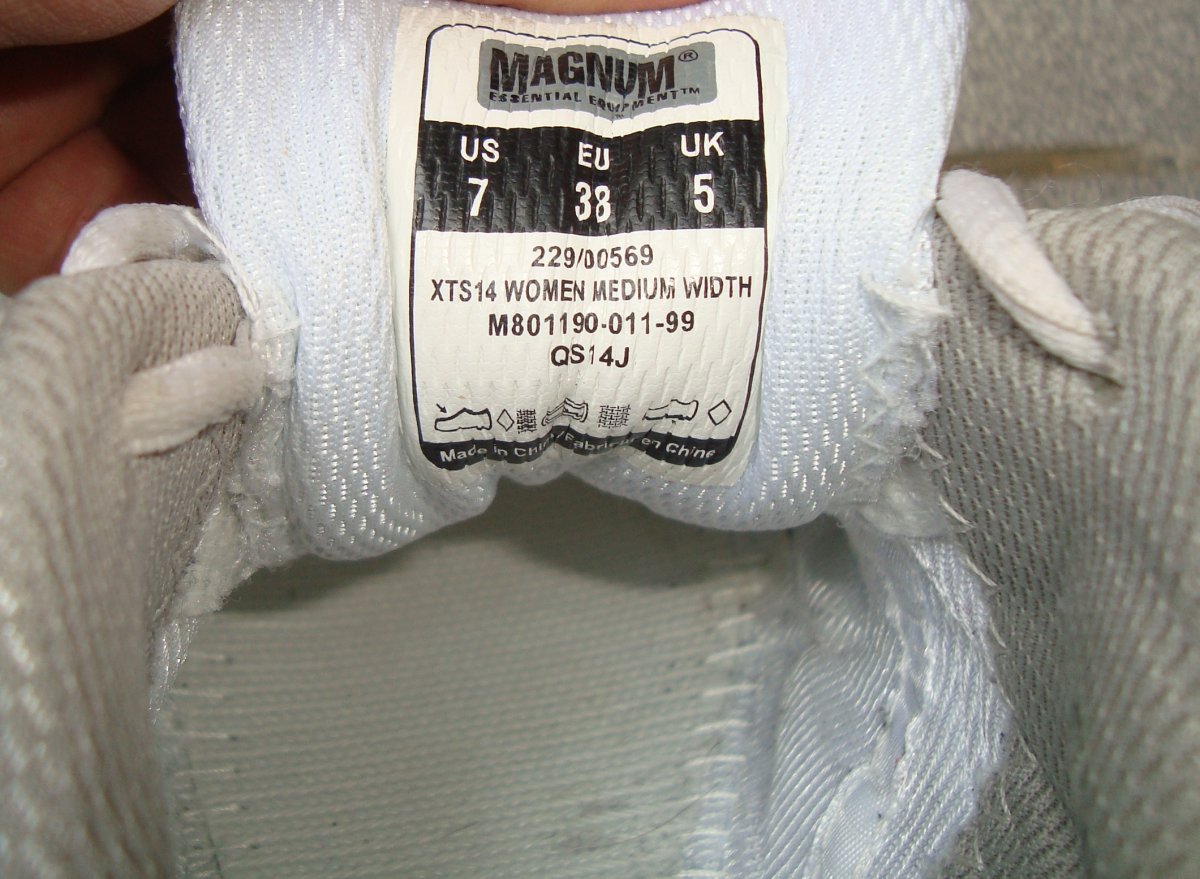 MAGNUM®
ESSENTIAL EQUIPMENT™
US EU UK
7 38 5
229/00569
XTS14 WOMEN MEDIUM WIDTH
M801190-011-99
QS14J
Made in China/Fabriqué en Chine